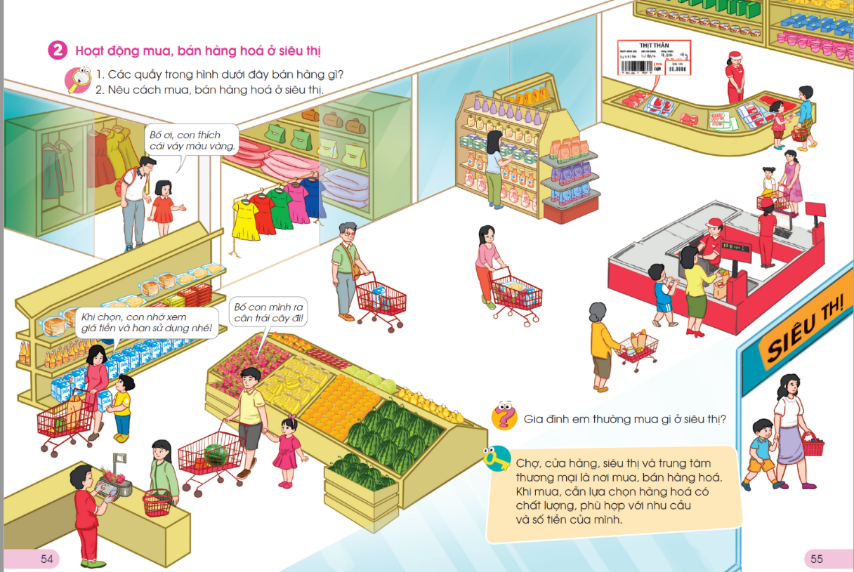 2 Hoạt động mua, bán hàng hoá ở siêu thị
1. Các quầy trong hình dưới đây bán hàng gì?
2. Nêu cách mua, bán hàng hoá ở siêu thị.
Bố ơi, con thích
cái váy màu vàng.
THỊT THĂN
Khi chọn, con nhớ xem
giá tiền và hạn sử dụng nhé!
Bố con mình ra
cân trái cây đi!
SIÊU THỊ
Gia đình em thường mua gì ở siêu thị?
Chợ, cửa hàng, siêu thị và trung tâm
thương mại là nơi mua, bán hàng hoá.
Khi mua, cần lựa chọn hàng hoá có
chất lượng, phù hợp với nhu cầu
và số tiền của mình.
54
55